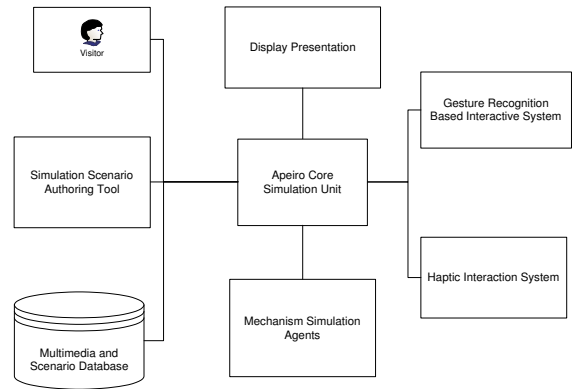 Visitor
Display Presentation
Gesture Recognition
Based Interactive System
Simulation Scenario
Authoring Tool
Apeiro Core
Simulation Unit
Haptic Interaction System
Mechanism Simulation
Agents
Multimedia and
Scenario Database